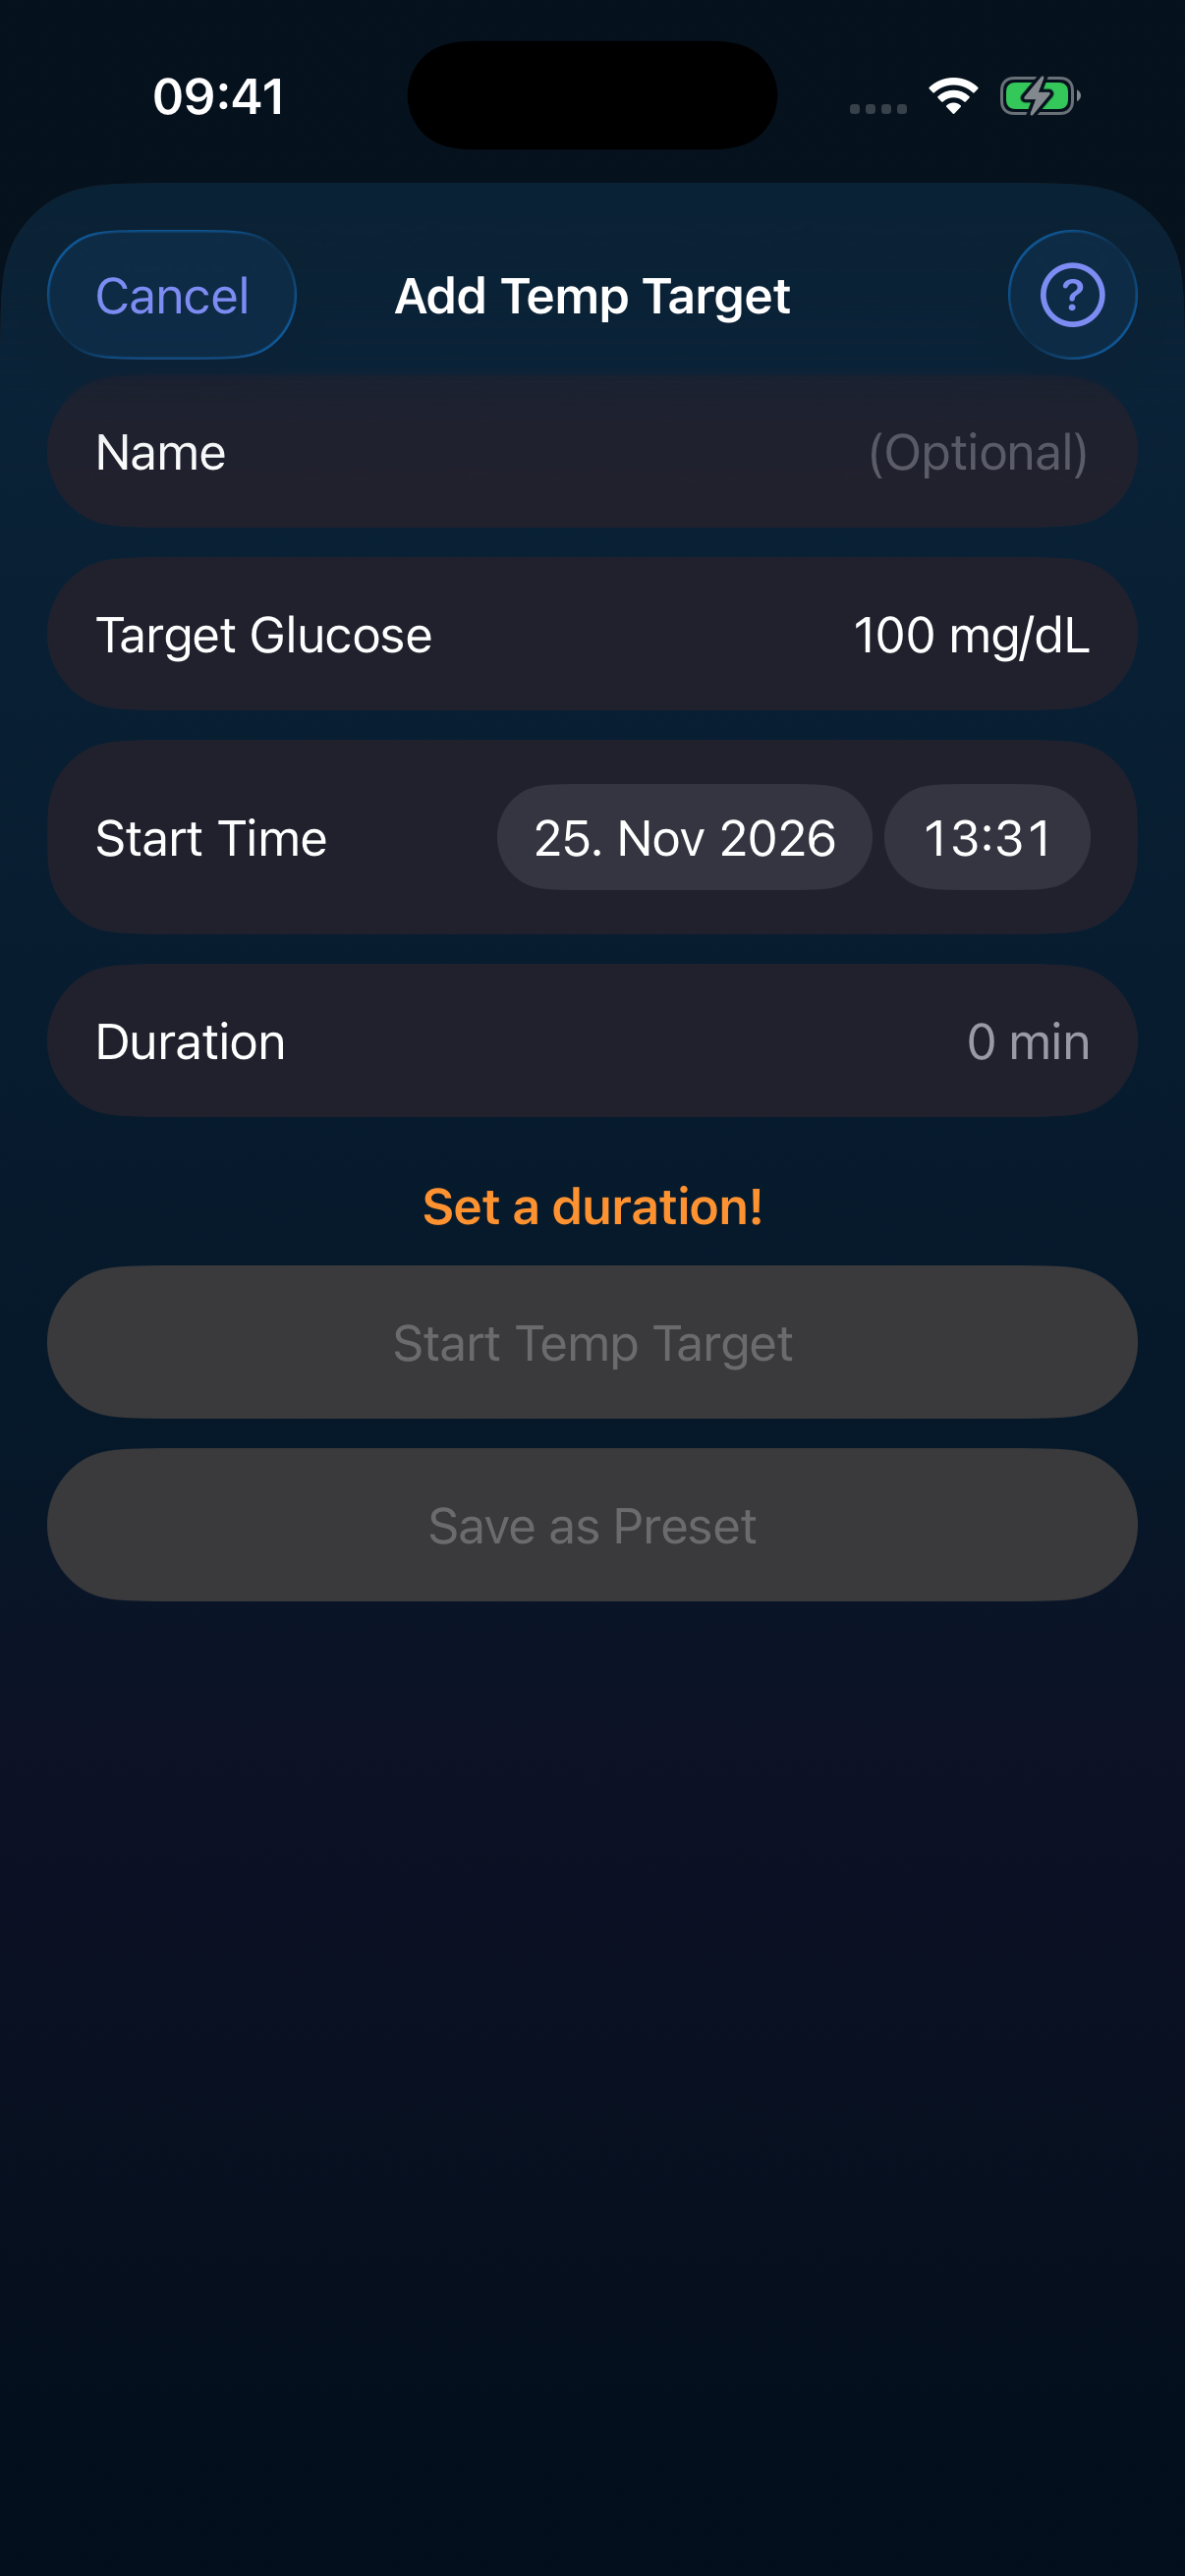 09:41
Cancel Add Temp Target ?
Name (Optional)
Target Glucose 100 mg/dL
Start Time 25. Nov 2026 13:31
Duration 0 min
Set a duration!
Start Temp Target
Save as Preset